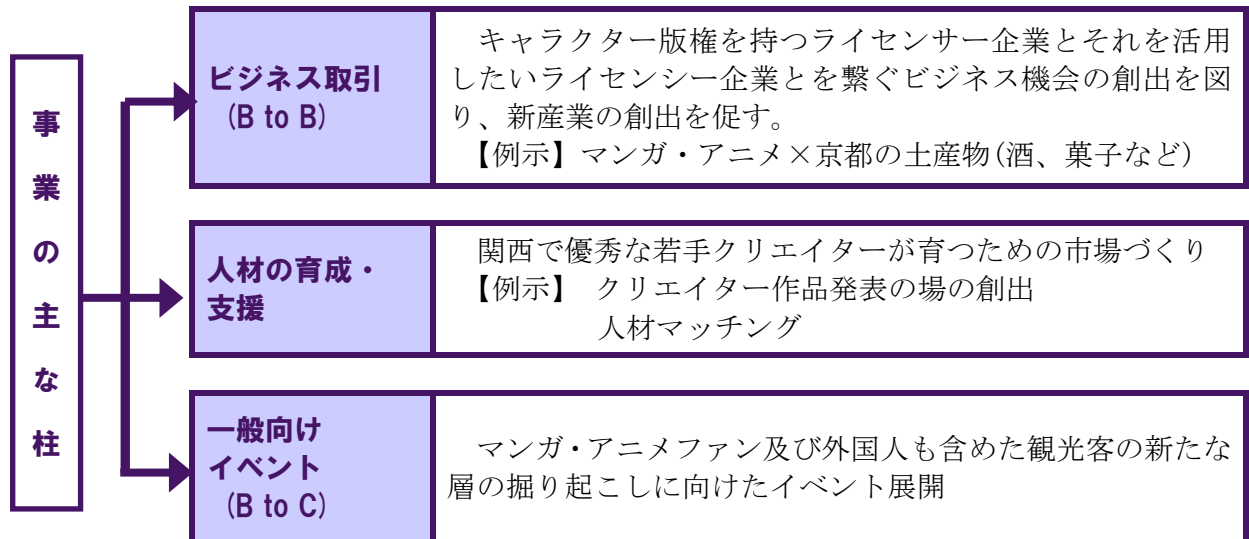 事業の主な柱
ビジネス取引
(B to B)
キャラクター版権を持つライセンサー企業とそれを活用
したいライセンシー企業とを繋ぐビジネス機会の創出を図
り、新産業の創出を促す。
【例示】マンガ・アニメ×京都の土産物(酒、菓子など)
人材の育成・
支援
関西で優秀な若手クリエイターが育つための市場づくり
【例示】 クリエイター作品発表の場の創出
人材マッチング
一般向け
イベント
(B to C)
マンガ・アニメファン及び外国人も含めた観光客の新たな
層の掘り起こしに向けたイベント展開